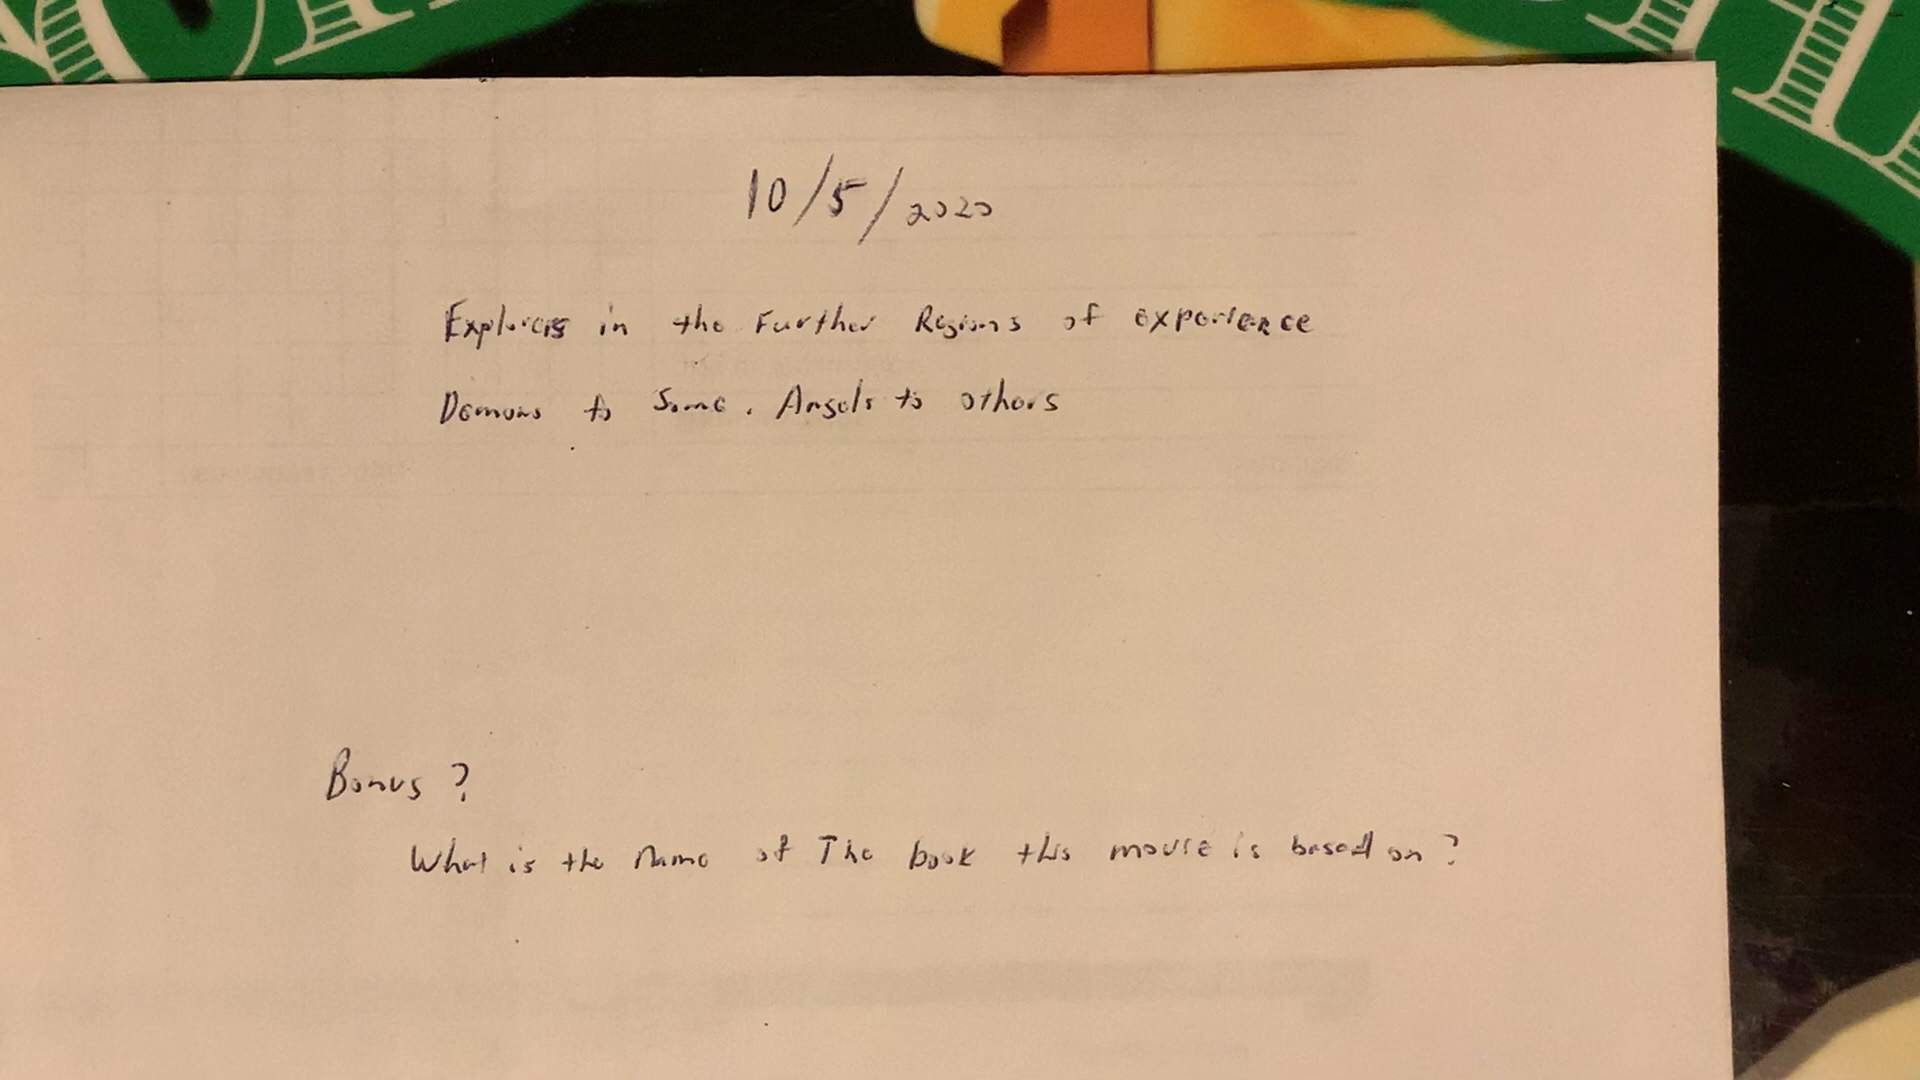 10/5/2020
Explorers in the Further Regions of experience
Demons to Some. Angels to others
Bonus?
What is the name of The book this movie is based on?